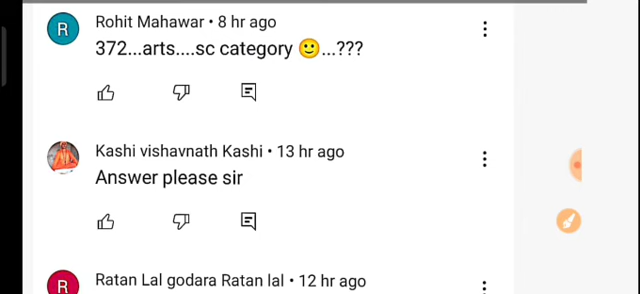 R
Rohit Mahawar • 8 hr ago
372...arts....sc category 🙂...???
Kashi vishavnath Kashi • 13 hr ago
Answer please sir
R
Ratan Lal godara Ratan lal • 12 hr ago